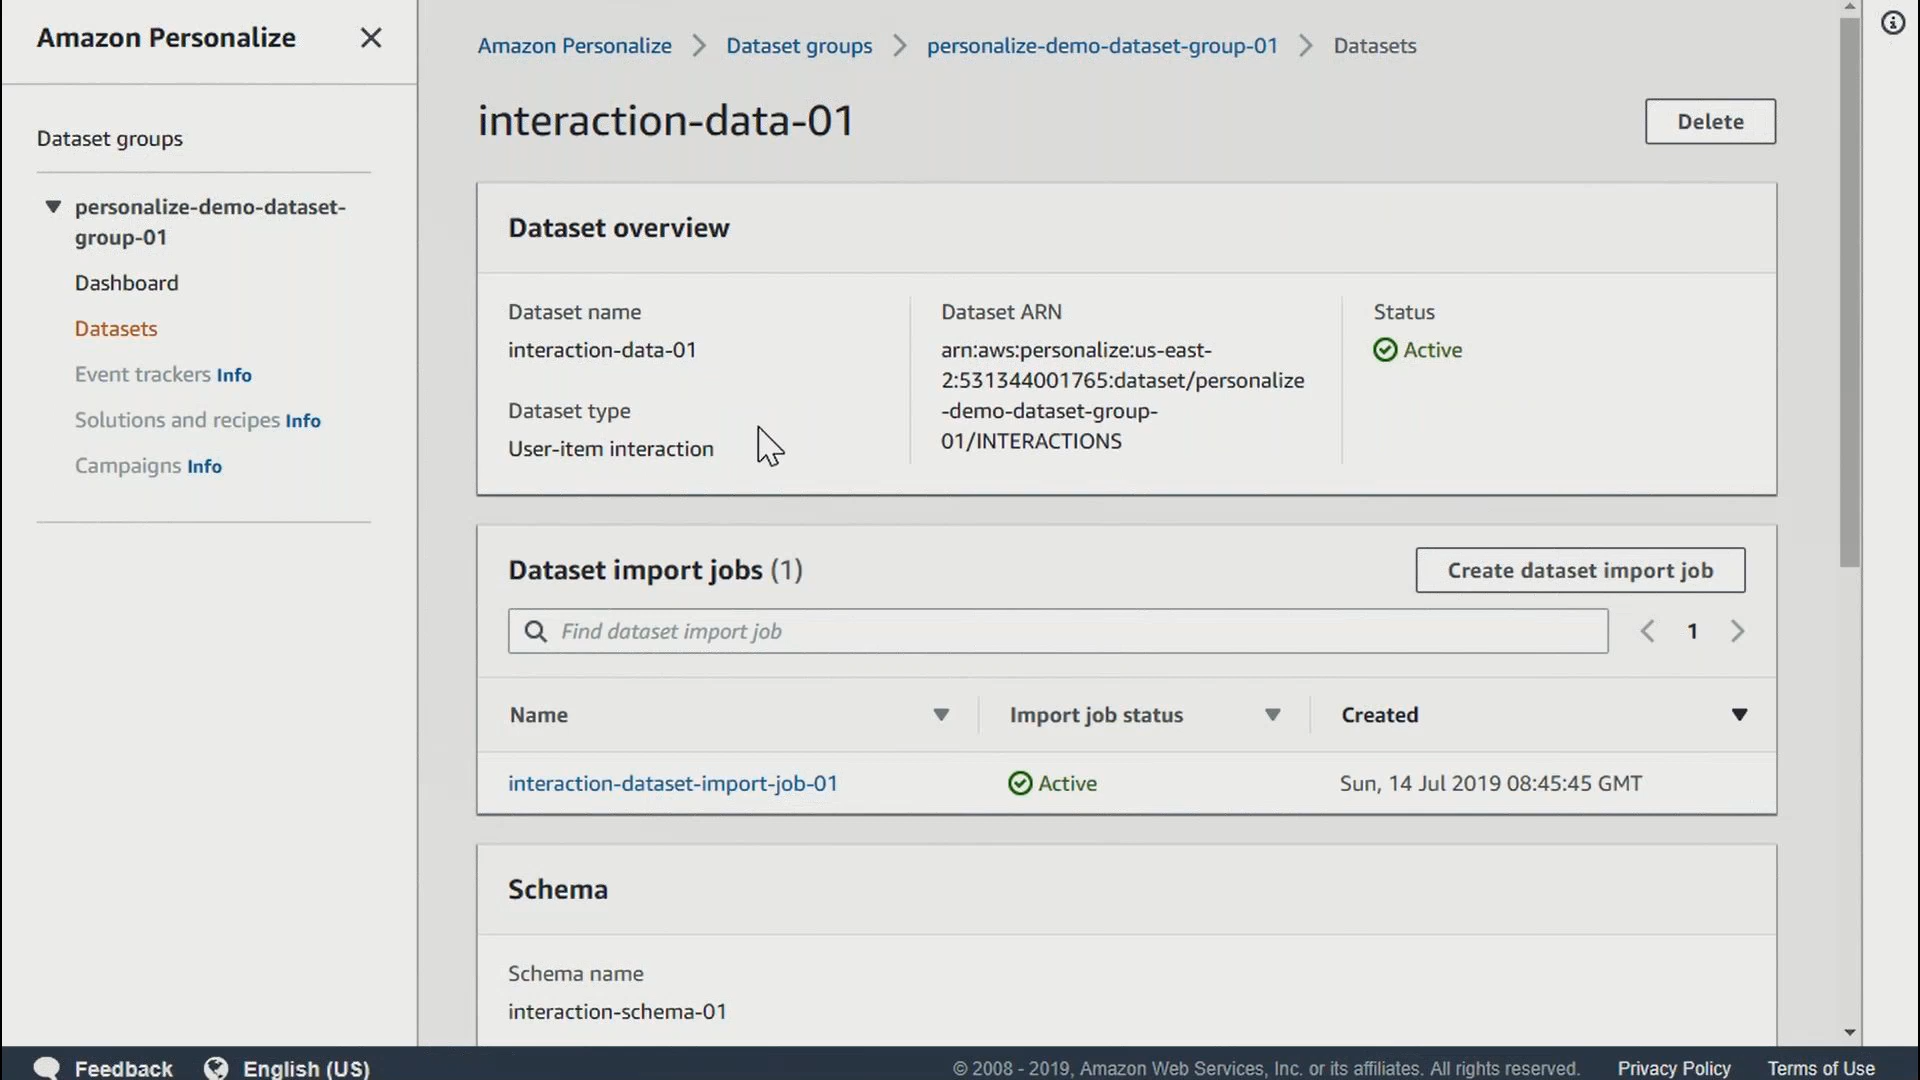 Amazon Personalize
Dataset groups
personalize-demo-dataset-
group-01
Dashboard
Datasets
Event trackers Info
Solutions and recipes Info
Campaigns Info
Amazon Personalize
Dataset groups
personalize-demo-dataset-group-01
Datasets
interaction-data-01
Delete
Dataset overview
Dataset name
interaction-data-01
Dataset type
User-item interaction
Dataset ARN
arn:aws:personalize:us-east-
2:531344001765:dataset/personalize
-demo-dataset-group-
01/INTERACTIONS
Status
Active
Dataset import jobs (1)
Create dataset import job
Find dataset import job
1
Name
Import job status
Created
interaction-dataset-import-job-01
Active
Sun, 14 Jul 2019 08:45:45 GMT
Schema
Schema name
interaction-schema-01
Feedback
English (US)
© 2008 - 2019, Amazon Web Services, Inc. or its affiliates. All rights reserved.
Privacy Policy
Terms of Use